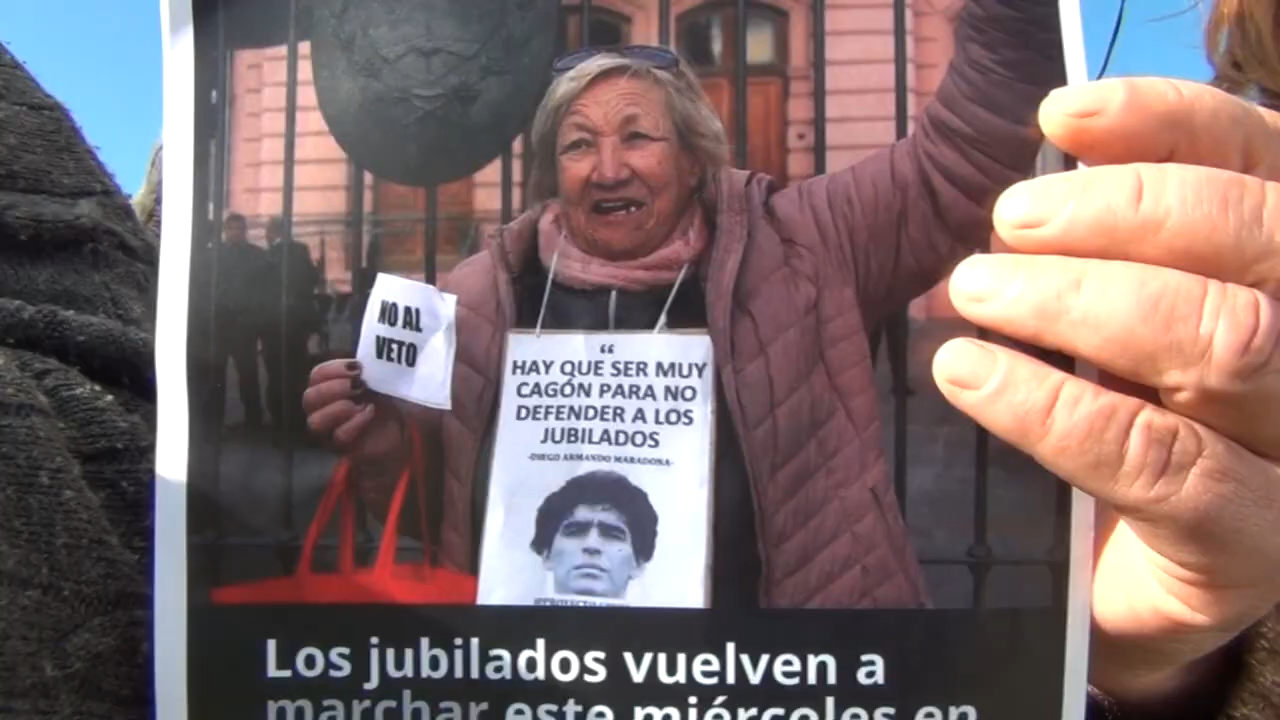 NO AL
VETO
“
HAY QUE SER MUY
CAGÓN PARA NO
DEFENDER A LOS
JUBILADOS
-DIEGO ARMANDO MARADONA-
Los jubilados vuelven a
marchar este miércoles en